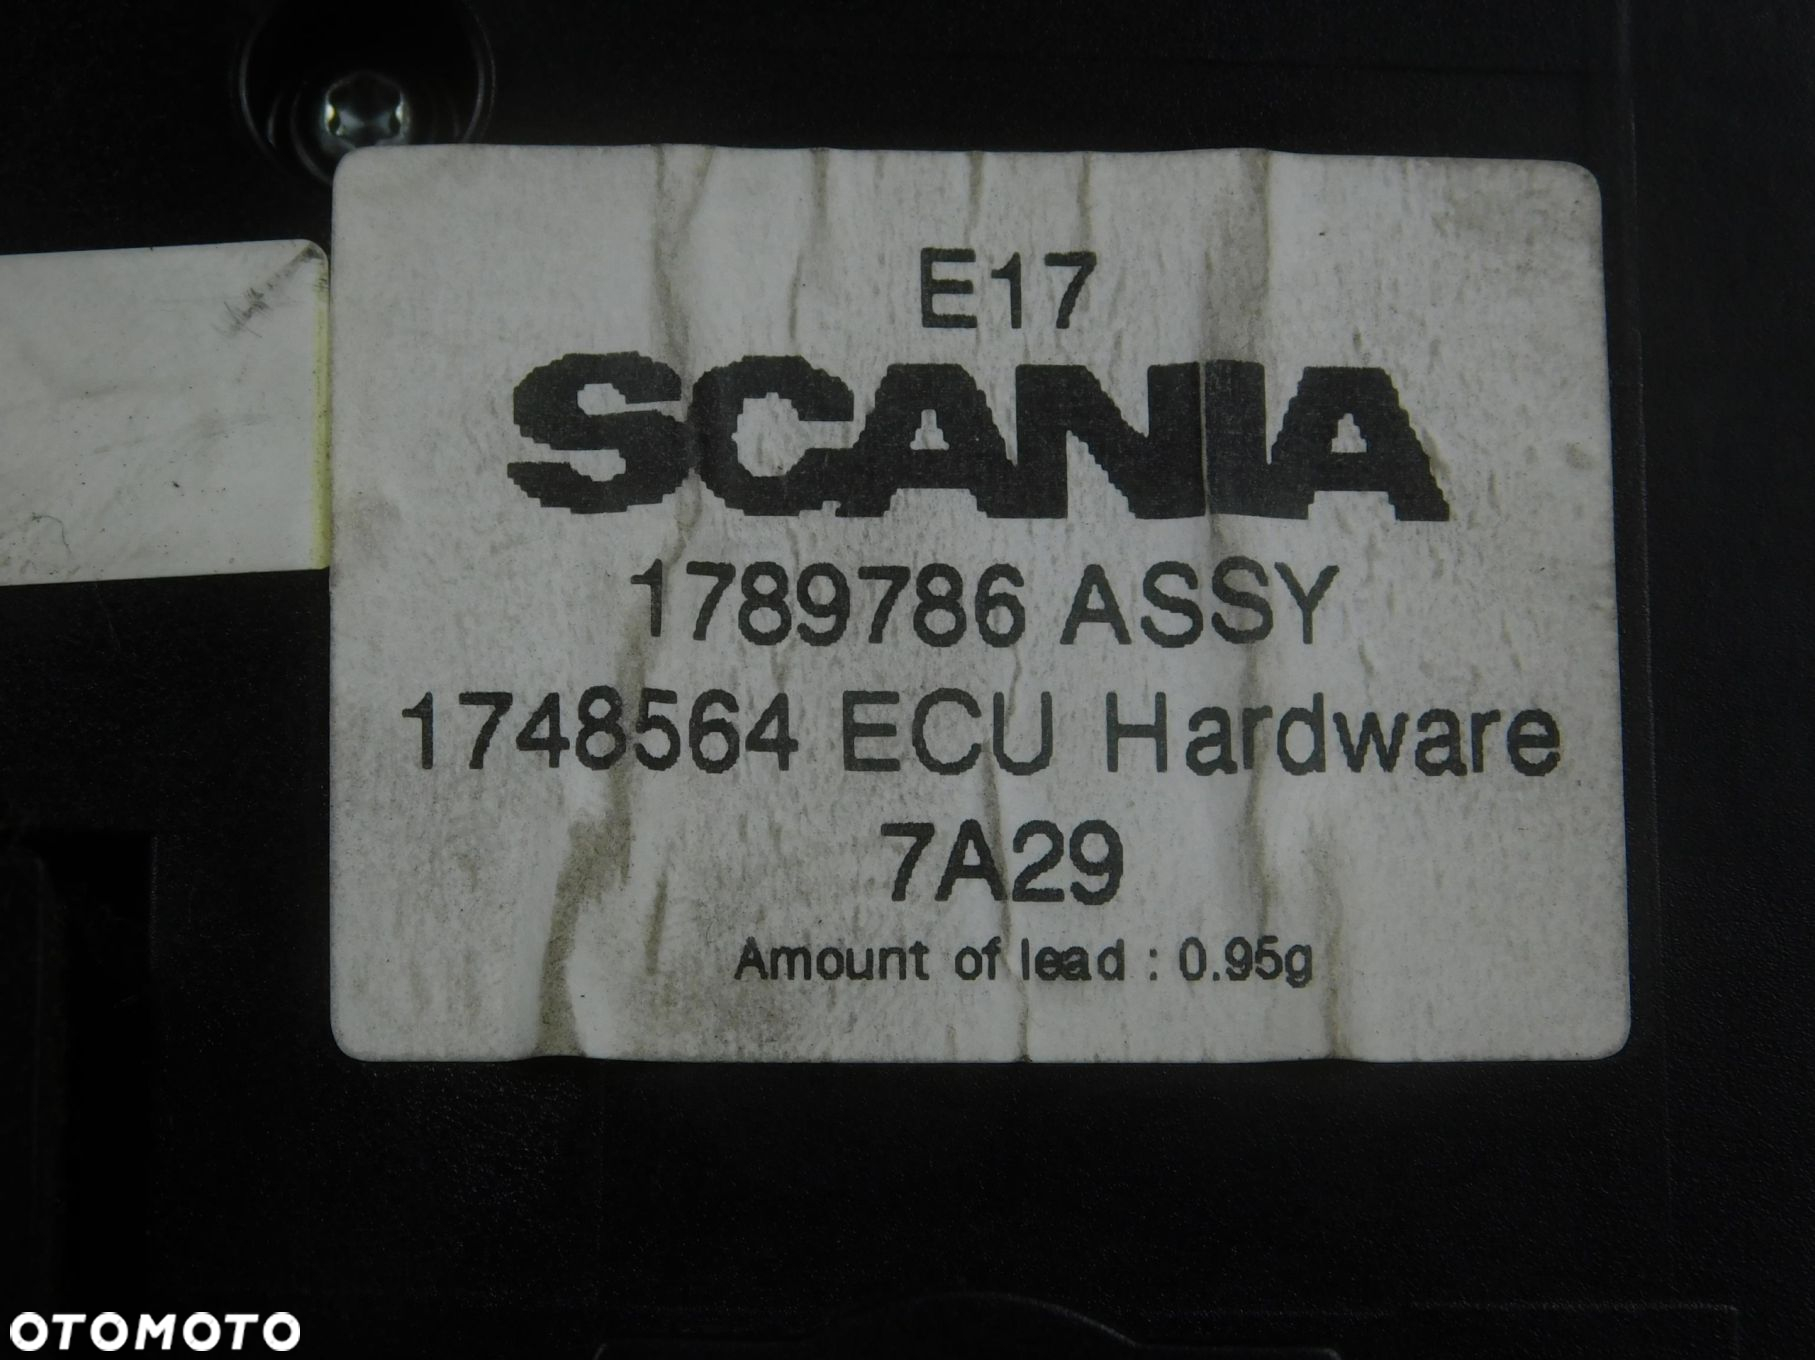 E17
SCANIA
1789786 ASSY
1748564 ECU Hardware
7A29
Amount of lead : 0.95g
OTOMOTO